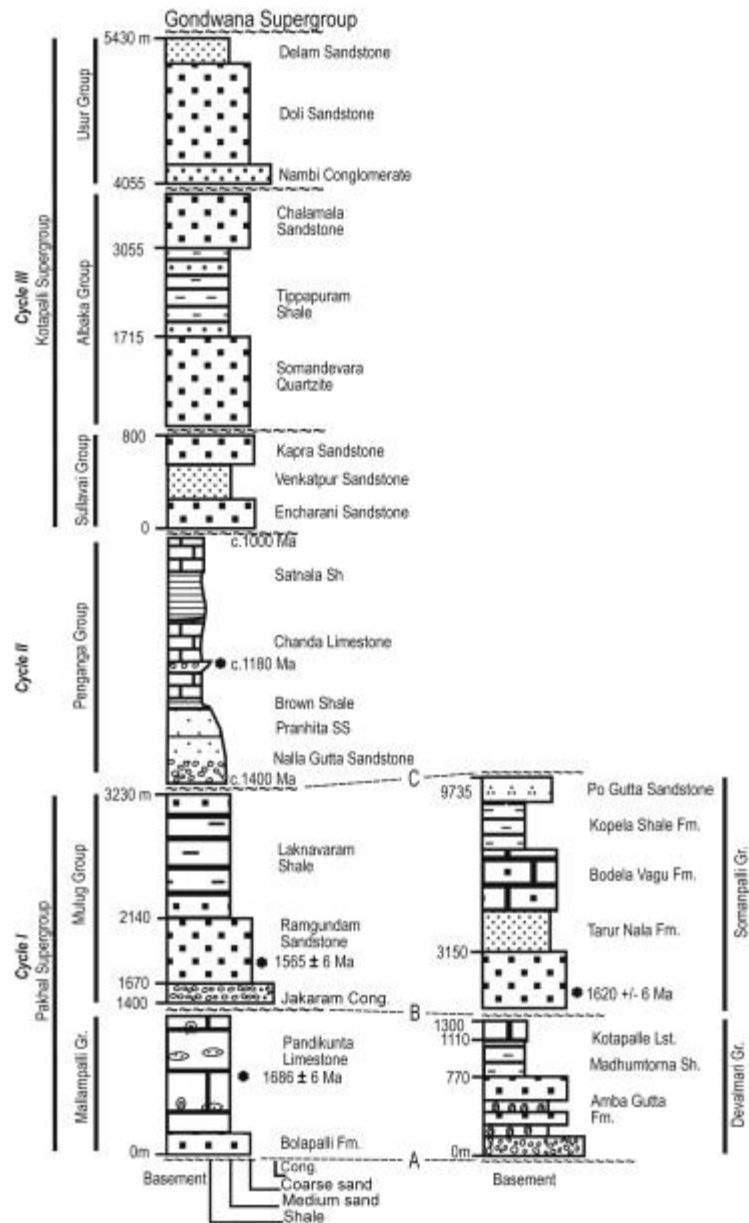 Gondwana Supergroup
5430 m
Delam Sandstone
Usur Group
Doli Sandstone
Nambi Conglomerate
4055
Chalamala
Sandstone
3055
Cycle III
Kotapalli Supergroup
Albaka Group
Tippapuram
Shale
1715
Somandevara
Quartzite
800
Kapra Sandstone
Sullavai Group
Venkatpur Sandstone
Encharani Sandstone
0
c.1000 Ma
Satnala Sh
Cycle II
Penganga Group
Chanda Limestone
c.1180 Ma
Brown Shale
Pranhita SS
Nalla Gutta Sandstone
c.1400 Ma
C
3230 m
9735
Po Gutta Sandstone
Kopela Shale Fm.
Mulug Group
Laknavaram
Shale
Bodela Vagu Fm.
Somanpalli Gr.
2140
Ramgundam
Sandstone
Tarur Nala Fm.
3150
1565 ± 6 Ma
Cycle I
Pakhal Supergroup
1670
1620 +/- 6 Ma
1400
Jakaram Cong.
B
1300
1110
Kotapalle Lst.
Pandikunta
Limestone
Madhumtorna Sh.
1686 ± 6 Ma
770
Mallampalli Gr.
Amba Gutta
Fm.
Devalmari Gr.
Bolapalli Fm.
0m
0m
A
Basement
Basement
Cong.
Coarse sand
Medium sand
Shale